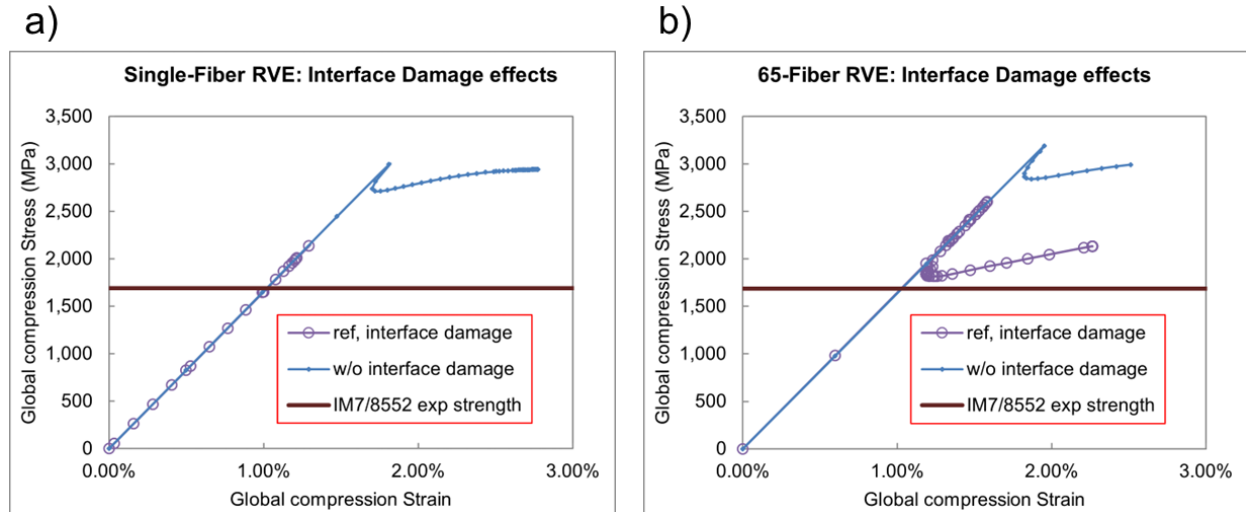 a)
Single-Fiber RVE: Interface Damage effects
Global compression Stress (MPa)
3,500
3,000
2,500
2,000
1,500
1,000
500
0
0.00%
1.00%
2.00%
3.00%
Global compression Strain
ref, interface damage
w/o interface damage
IM7/8552 exp strength
b)
65-Fiber RVE: Interface Damage effects
Global compression Stress (MPa)
3,500
3,000
2,500
2,000
1,500
1,000
500
0
0.00%
1.00%
2.00%
3.00%
Global compression Strain
ref, interface damage
w/o interface damage
IM7/8552 exp strength